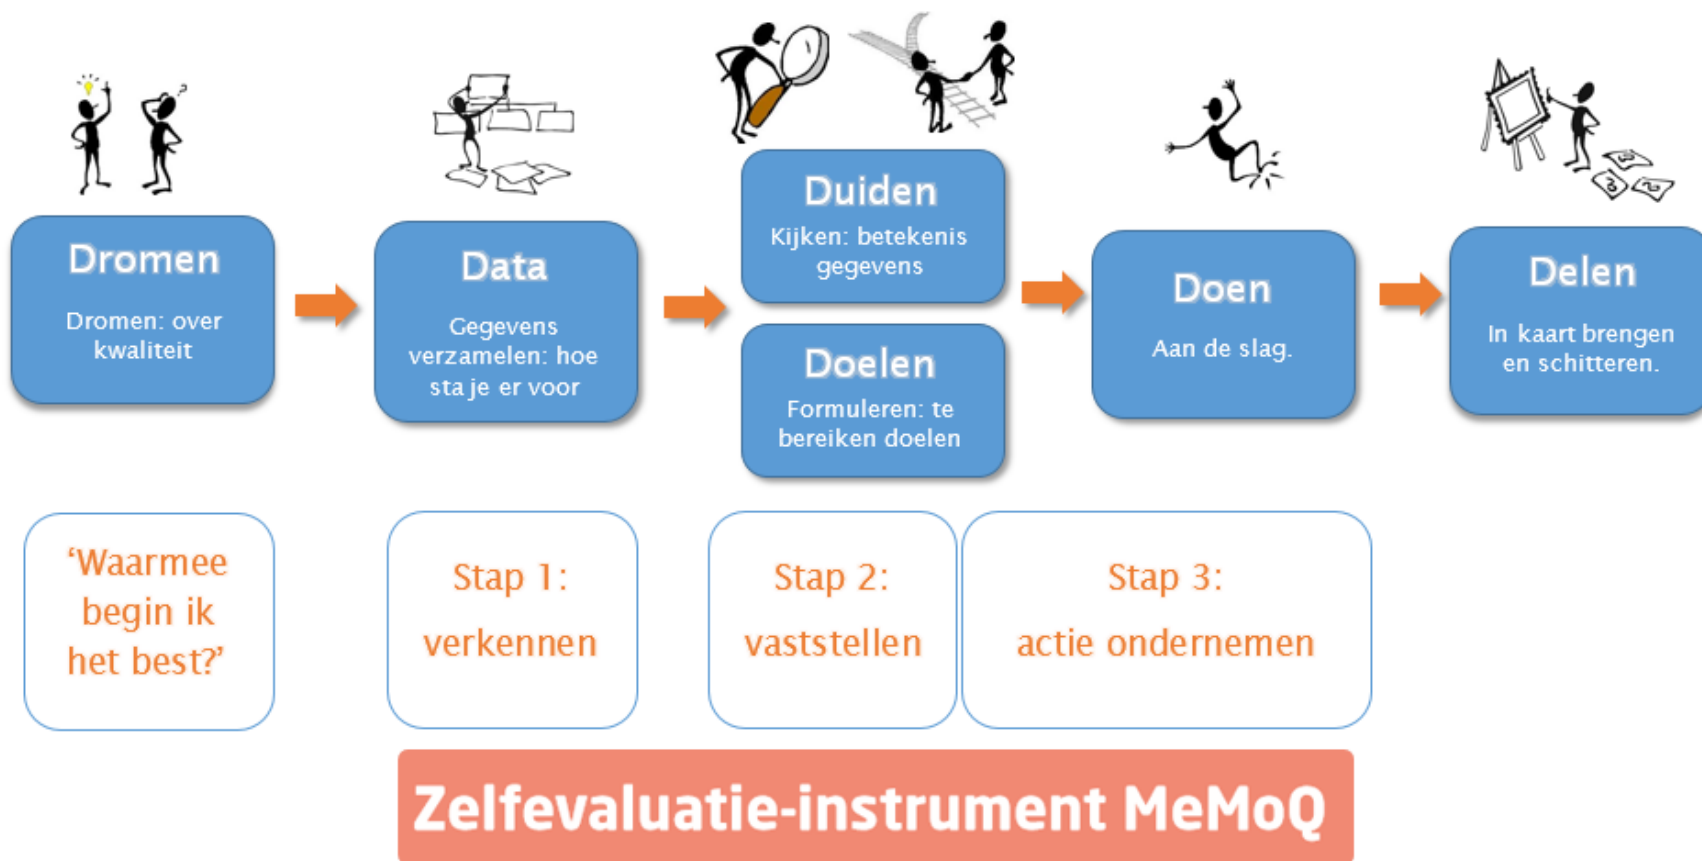 Dromen
Dromen: over
kwaliteit
Data
Gegevens
verzamelen: hoe
sta je er voor
Duiden
Kijken: betekenis
gegevens
Doelen
Formuleren: te
bereiken doelen
Doen
Aan de slag.
Delen
In kaart brengen
en schitteren.
‘Waarmee
begin ik
het best?’
Stap 1:
verkennen
Stap 2:
vaststellen
Stap 3:
actie ondernemen
Zelfevaluatie-instrument MeMoQ